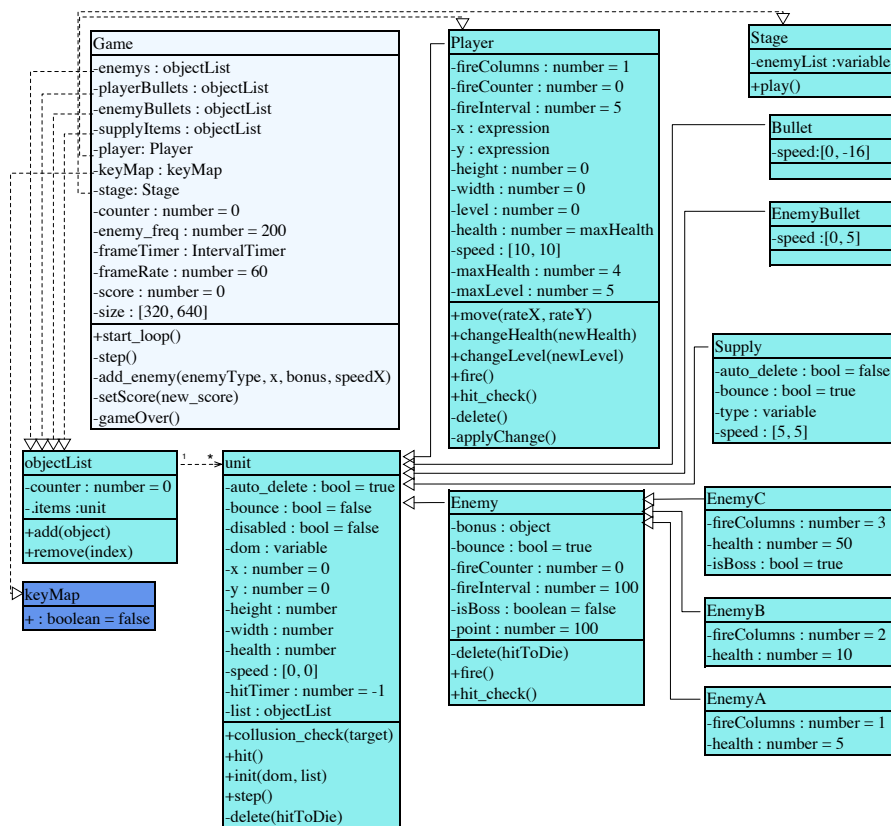 Game
-enemys : objectList
-playerBullets : objectList
-enemyBullets : objectList
-supplyItems : objectList
-player: Player
-keyMap : keyMap
-stage: Stage
-counter : number = 0
-enemy_freq : number = 200
-frameTimer : IntervalTimer
-frameRate : number = 60
-score : number = 0
-size : [320, 640]
+start_loop()
-step()
-add_enemy(enemyType, x, bonus, speedX)
-setScore(new_score)
-gameOver()
Player
-fireColumns : number = 1
-fireCounter : number = 0
-fireInterval : number = 5
-x : expression
-y : expression
-height : number = 0
-width : number = 0
-level : number = 0
-health : number = maxHealth
-speed : [10, 10]
-maxHealth : number = 4
-maxLevel : number = 5
+move(rateX, rateY)
+changeHealth(newHealth)
+changeLevel(newLevel)
+fire()
+hit_check()
-delete()
-applyChange()
Stage
-enemyList :variable
+play()
Bullet
-speed:[0, -16]
EnemyBullet
-speed :[0, 5]
Supply
-auto_delete : bool = false
-bounce : bool = true
-type : variable
-speed : [5, 5]
objectList
-counter : number = 0
-.items :unit
+add(object)
+remove(index)
1
*
keyMap
+ : boolean = false
unit
-auto_delete : bool = true
-bounce : bool = false
-disabled : bool = false
-dom : variable
-x : number = 0
-y : number = 0
-height : number
-width : number
-health : number
-speed : [0, 0]
-hitTimer : number = -1
-list : objectList
+collusion_check(target)
+hit()
+init(dom, list)
+step()
-delete(hitToDie)
Enemy
-bonus : object
-bounce : bool = true
-fireCounter : number = 0
-fireInterval : number = 100
-isBoss : boolean = false
-point : number = 100
-delete(hitToDie)
+fire()
+hit_check()
EnemyC
-fireColumns : number = 3
-health : number = 50
-isBoss : bool = true
EnemyB
-fireColumns : number = 2
-health : number = 10
EnemyA
-fireColumns : number = 1
-health : number = 5